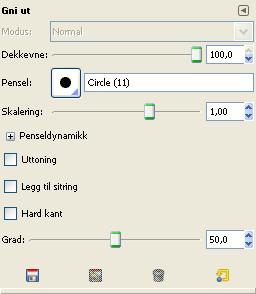 Gni ut
Modus: Normal
Dekkevne: 100,0
Pensel: Circle (11)
Skalering: 1,00
Penseldynamikk
Uttoning
Legg til sitring
Hard kant
Grad: 50,0